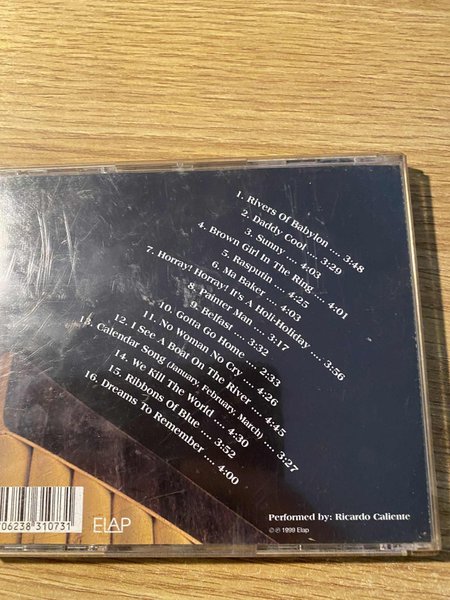 1. Rivers Of Babylon .... 3:48
2. Daddy Cool .... 3:29
3. Sunny .... 4:03
4. Brown Girl In The Ring .... 4:01
5. Rasputin .... 4:25
6. Ma Baker .... 4:03
7. Horray! Horray! It's A Holi-Holiday .... 3:56
8. Painter Man .... 3:17
9. Belfast .... 3:32
10. Gotta Go Home .... 2:33
11. No Woman No Cry .... 4:26
12. I See A Boat On The River .... 4:45
13. Calendar Song (January, February, March) .... 3:27
14. We Kill The World .... 4:30
15. Ribbons Of Blue .... 3:52
16. Dreams To Remember .... 4:00
06238 310731
ELAP
Performed by: Ricardo Caliente
© ℗ 1999 Elap